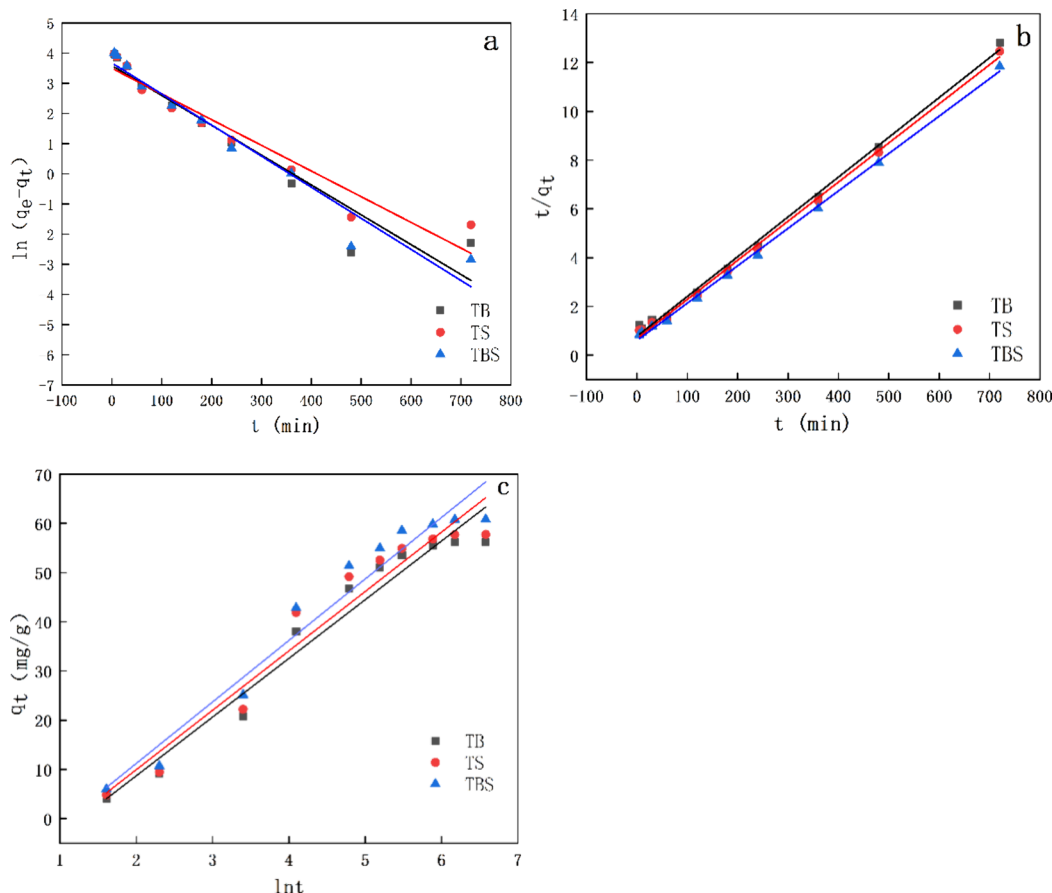 a
5
4
3
2
1
0
-1
-2
-3
-4
-5
-6
-7
ln (qe-qt)
-100 0 100 200 300 400 500 600 700 800
t (min)
TB
TS
TBS
b
14
12
10
8
6
4
2
0
t/qt
-100 0 100 200 300 400 500 600 700 800
t (min)
TB
TS
TBS
c
70
60
50
40
30
20
10
0
qt (mg/g)
1 2 3 4 5 6 7
lnt
TB
TS
TBS